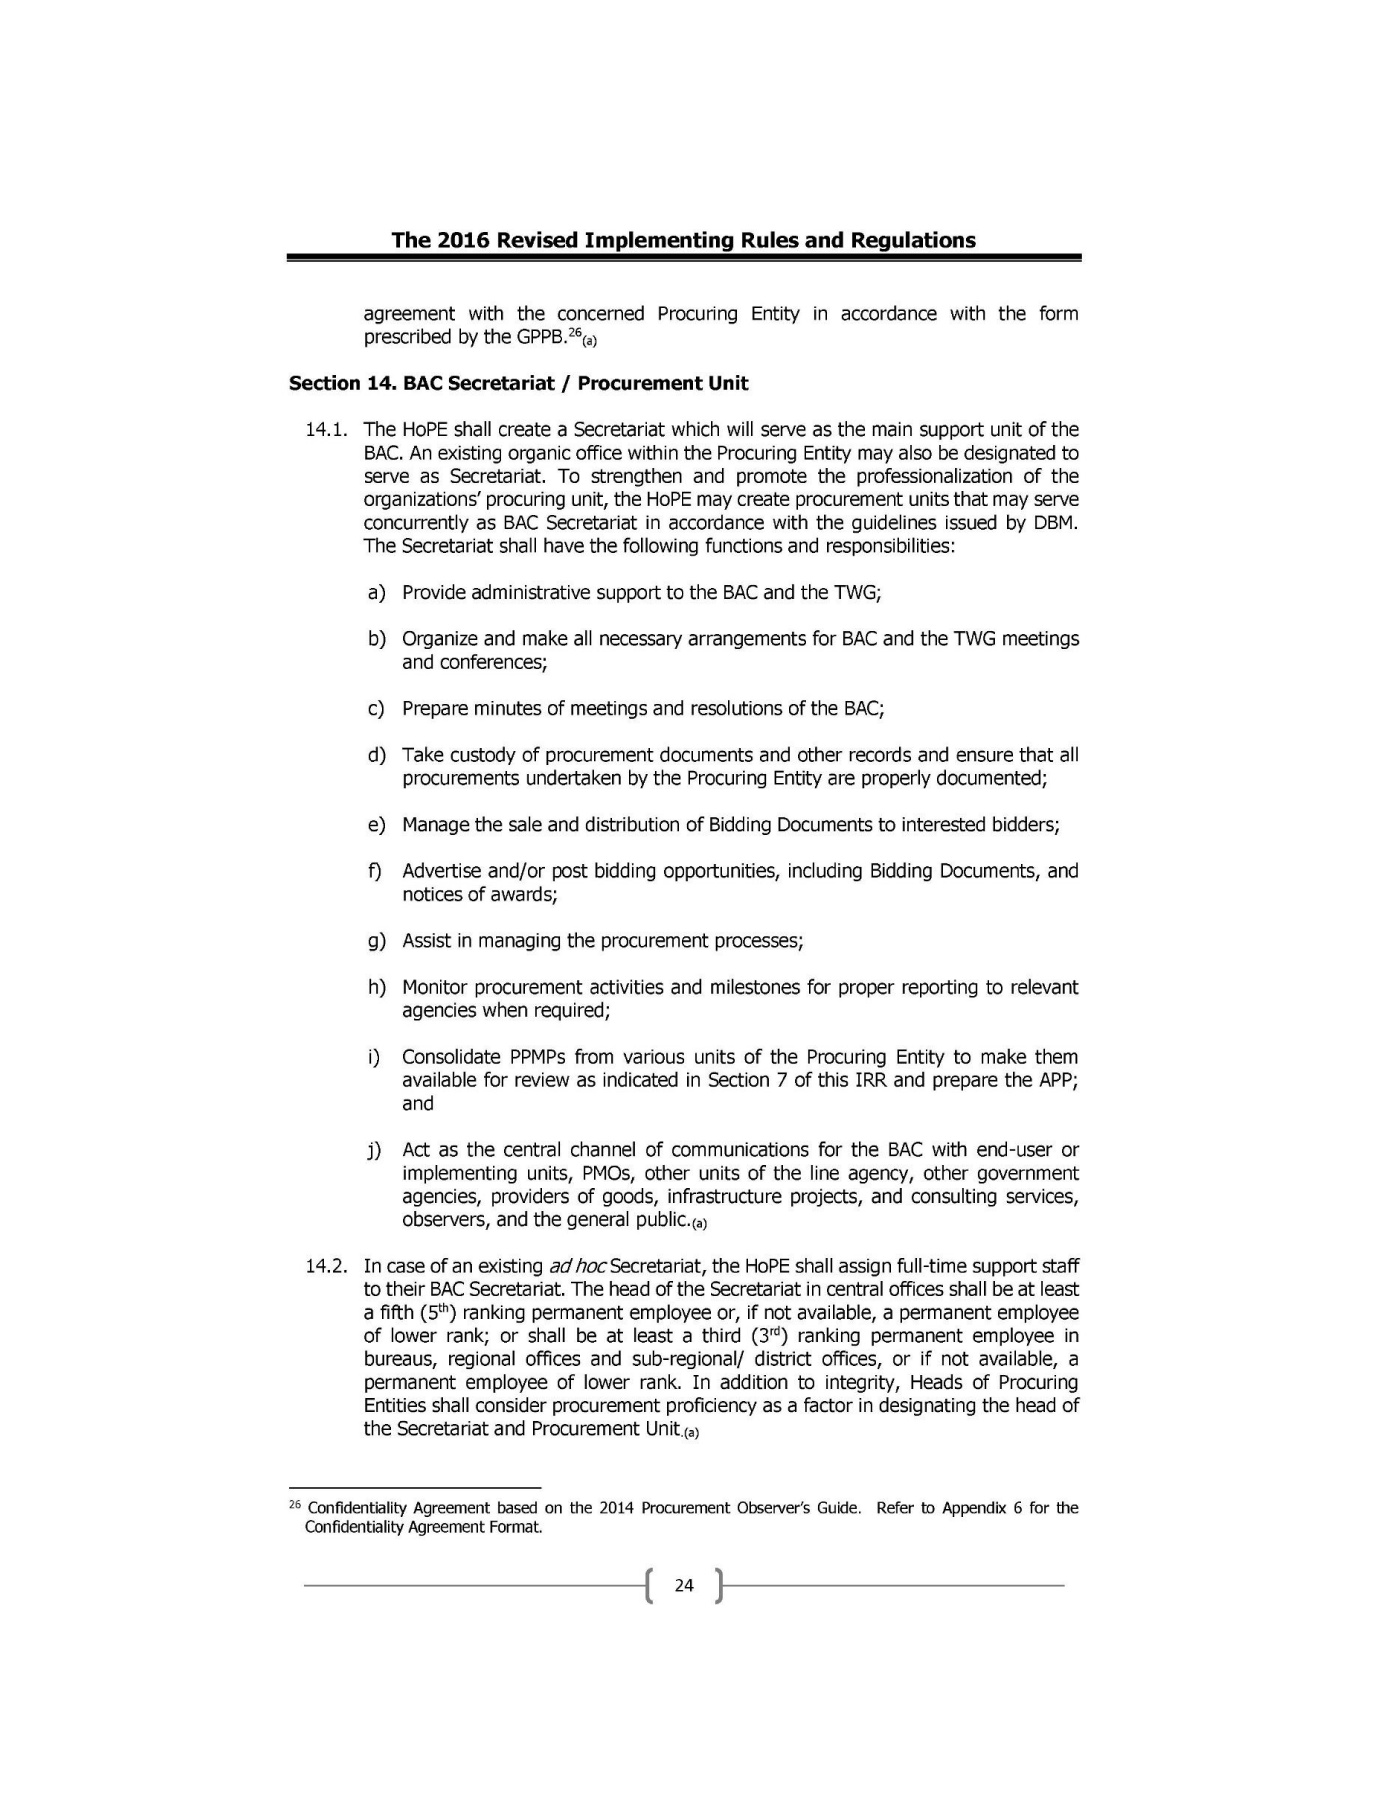 The 2016 Revised Implementing Rules and Regulations
agreement with the concerned Procuring Entity in accordance with the form
prescribed by the GPPB.26(a)
Section 14. BAC Secretariat / Procurement Unit
14.1. The HoPE shall create a Secretariat which will serve as the main support unit of the
BAC. An existing organic office within the Procuring Entity may also be designated to
serve as Secretariat. To strengthen and promote the professionalization of the
organizations' procuring unit, the HoPE may create procurement units that may serve
concurrently as BAC Secretariat in accordance with the guidelines issued by DBM.
The Secretariat shall have the following functions and responsibilities:
a) Provide administrative support to the BAC and the TWG;
b) Organize and make all necessary arrangements for BAC and the TWG meetings
and conferences;
c) Prepare minutes of meetings and resolutions of the BAC;
d) Take custody of procurement documents and other records and ensure that all
procurements undertaken by the Procuring Entity are properly documented;
e) Manage the sale and distribution of Bidding Documents to interested bidders;
f) Advertise and/or post bidding opportunities, including Bidding Documents, and
notices of awards;
g) Assist in managing the procurement processes;
h) Monitor procurement activities and milestones for proper reporting to relevant
agencies when required;
i) Consolidate PPMPs from various units of the Procuring Entity to make them
available for review as indicated in Section 7 of this IRR and prepare the APP;
and
j) Act as the central channel of communications for the BAC with end-user or
implementing units, PMOs, other units of the line agency, other government
agencies, providers of goods, infrastructure projects, and consulting services,
observers, and the general public.(a)
14.2. In case of an existing ad hoc Secretariat, the HoPE shall assign full-time support staff
to their BAC Secretariat. The head of the Secretariat in central offices shall be at least
a fifth (5th) ranking permanent employee or, if not available, a permanent employee
of lower rank; or shall be at least a third (3rd) ranking permanent employee in
bureaus, regional offices and sub-regional/ district offices, or if not available, a
permanent employee of lower rank. In addition to integrity, Heads of Procuring
Entities shall consider procurement proficiency as a factor in designating the head of
the Secretariat and Procurement Unit.(a)
26 Confidentiality Agreement based on the 2014 Procurement Observer's Guide. Refer to Appendix 6 for the
Confidentiality Agreement Format.
24